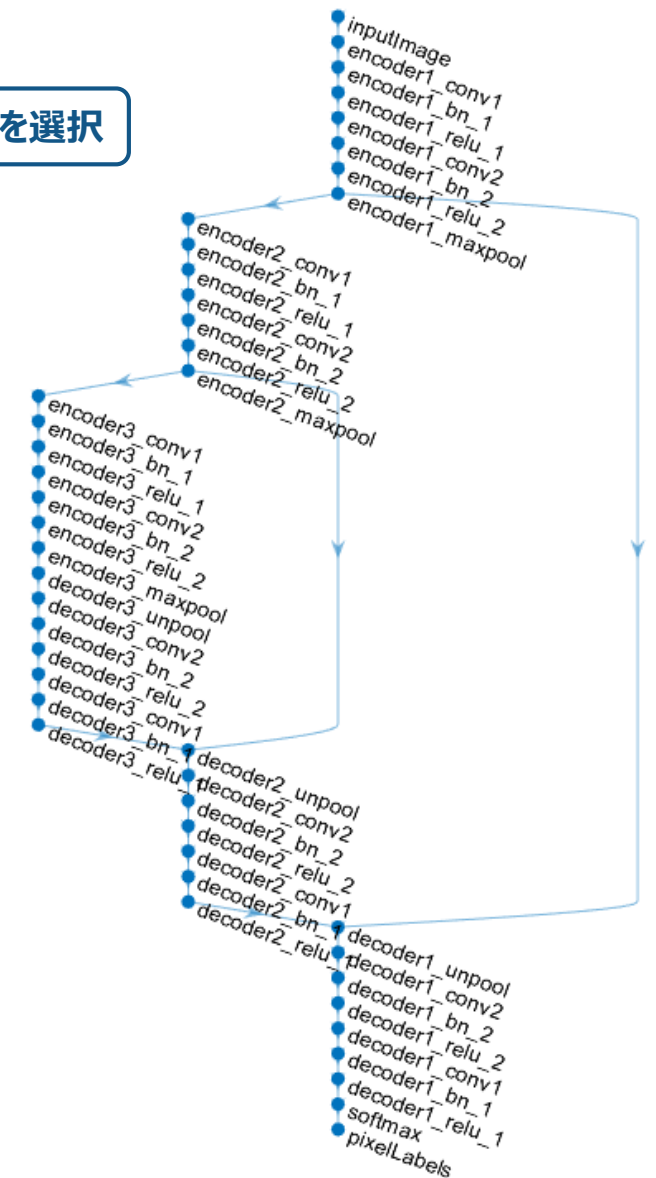 を選択
inputImage
encoder1_conv1
encoder1_bn_1
encoder1_relu_1
encoder1_conv2
encoder1_bn_2
encoder1_relu_2
encoder1_maxpool
encoder2_conv1
encoder2_bn_1
encoder2_relu_1
encoder2_conv2
encoder2_bn_2
encoder2_relu_2
encoder2_maxpool
encoder3_conv1
encoder3_bn_1
encoder3_relu_1
encoder3_conv2
encoder3_bn_2
encoder3_relu_2
encoder3_maxpool
decoder3_unpool
decoder3_conv2
decoder3_bn_2
decoder3_relu_2
decoder3_conv1
decoder3_bn_1
decoder3_relu_1
decoder2_unpool
decoder2_conv2
decoder2_bn_2
decoder2_relu_2
decoder2_conv1
decoder2_bn_1
decoder2_relu_1
decoder1_unpool
decoder1_conv2
decoder1_bn_2
decoder1_relu_2
decoder1_conv1
decoder1_bn_1
decoder1_relu_1
softmax
pixelLabels